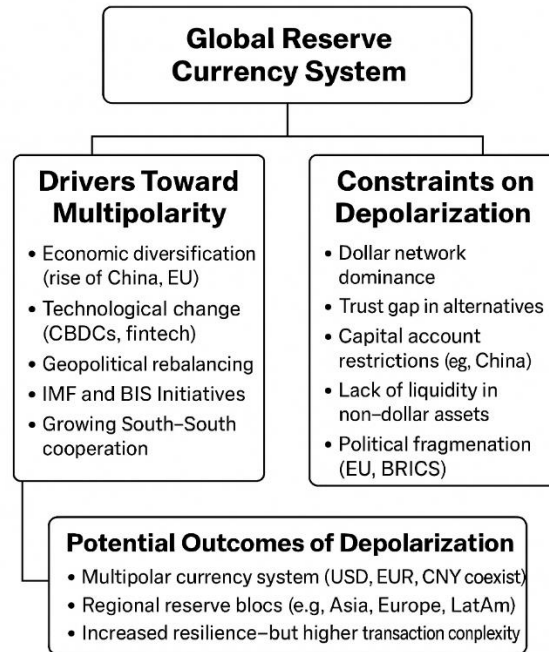 Global Reserve
Currency System
Drivers Toward
Multipolarity
• Economic diversification
(rise of China, EU)
• Technological change
(CBDCs, fintech)
• Geopolitical rebalancing
• IMF and BIS Initiatives
• Growing South–South
cooperation
Constraints on
Depolarization
• Dollar network
dominance
• Trust gap in alternatives
• Capital account
restrictions (eg, China)
• Lack of liquidity in
non–dollar assets
• Political fragmenation
(EU, BRICS)
Potential Outcomes of Depolarization
• Multipolar currency system (USD, EUR, CNY coexist)
• Regional reserve blocs (e.g, Asia, Europe, LatAm)
• Increased resilience–but higher transaction conplexity